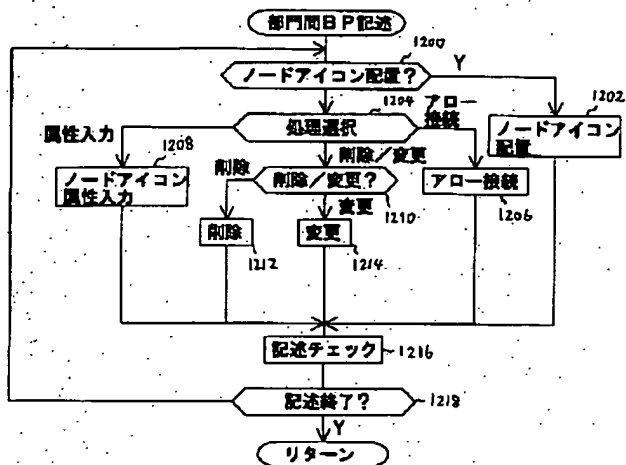 部門間BP記述
1200
ノードアイコン配置?
Y
1204
アロー
接続
1202
処理選択
ノードアイコン
配置
属性入力
1208
削除/変更
ノードアイコン
属性入力
削除
削除/変更?
アロー接続
1210
1206
変更
削除
変更
1212
1214
記述チェック
1216
記述終了?
1218
Y
リターン